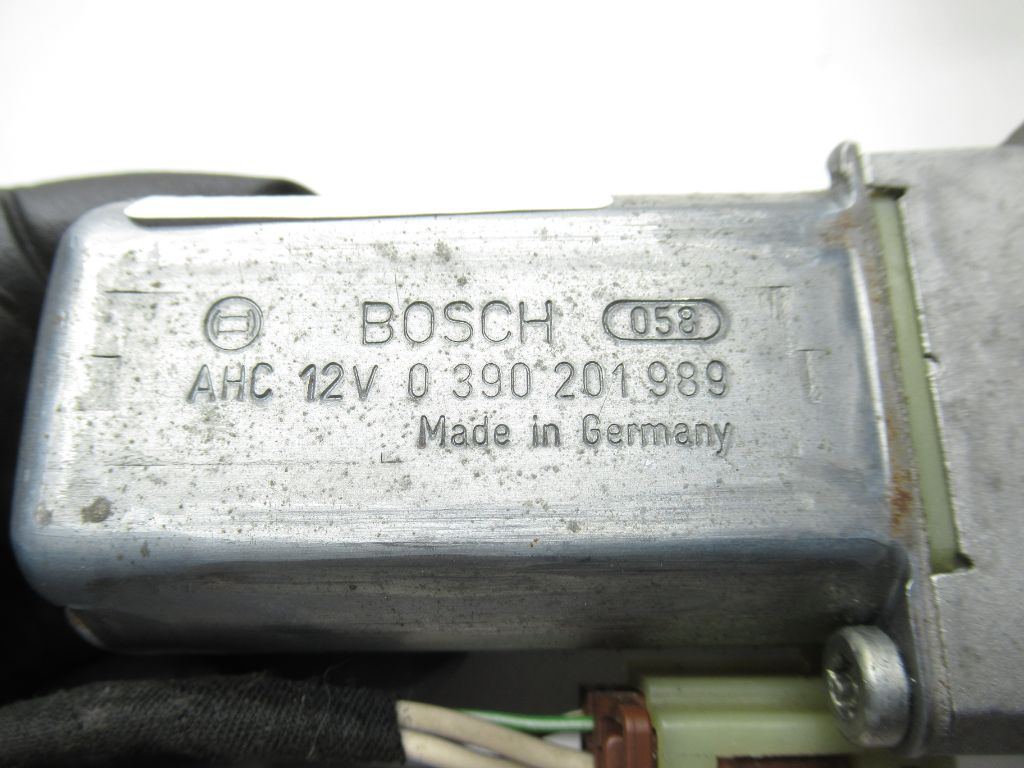 BOSCH 058
AHC 12V 0 390 201 989
Made in Germany